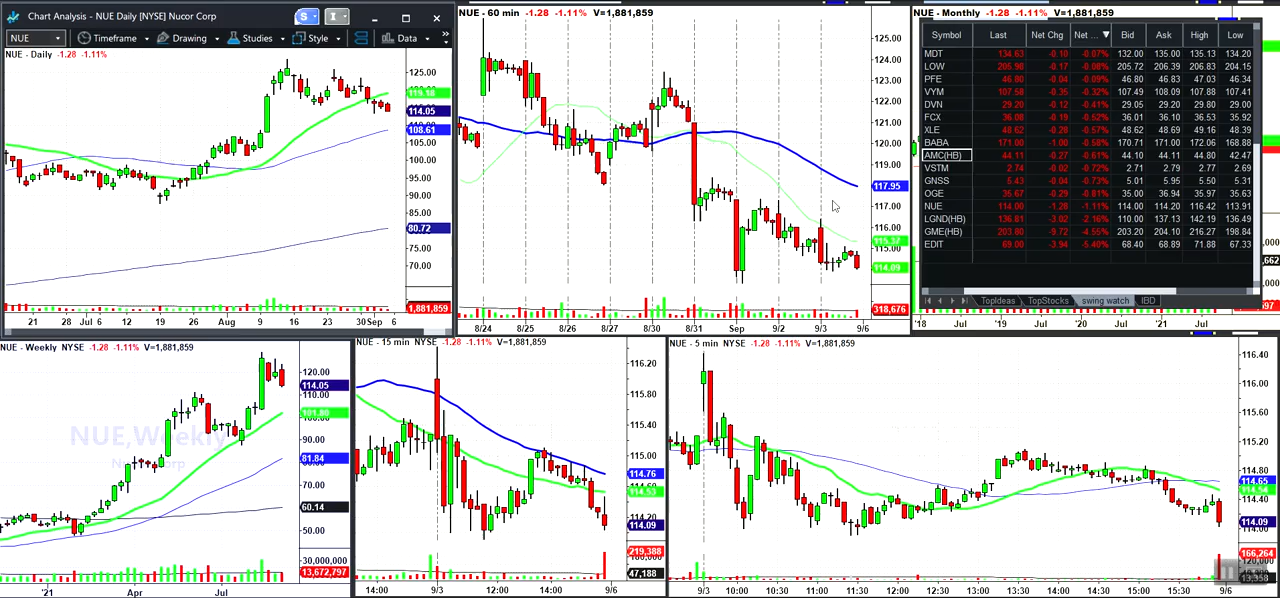 Chart Analysis - NUE Daily [NYSE] Nucor Corp
S
I
NUE Timeframe Drawing Studies Style Data
NUE - Daily -1.28 -1.11%
125.00
119.18
114.05
108.61
105.00
100.00
95.00
90.00
85.00
80.72
75.00
70.00
1,881,859
21 28 Jul 6 12 19 26 Aug 9 16 23 30 Sep 6
NUE - 60 min -1.28 -1.11% V=1,881,859
125.00
124.00
123.00
122.00
121.00
120.00
119.00
117.95
117.00
116.00
115.37
115.00
114.09
318,676
8/24 8/25 8/26 8/27 8/30 8/31 Sep 9/2 9/3 9/6
NUE - Monthly -1.28 -1.11% V=1,881,859
Symbol Last Net Chg Net ... ▼ Bid Ask High Low
MDT 134.63 -0.10 -0.07% 132.00 135.00 135.13 134.20
LOW 205.98 -0.17 -0.08% 205.72 206.39 206.83 204.15
PFE 46.80 -0.04 -0.09% 46.80 46.83 47.03 46.34
VYM 107.58 -0.35 -0.32% 107.49 108.09 107.88 107.41
DVN 29.20 -0.12 -0.41% 29.05 29.20 29.80 29.00
FCX 36.08 -0.19 -0.52% 36.01 36.10 36.53 35.92
XLE 48.62 -0.28 -0.57% 48.62 48.69 49.16 48.39
BABA 171.00 -1.00 -0.58% 170.71 171.00 172.06 168.88
AMC(HB) 44.11 -0.27 -0.61% 44.10 44.11 44.80 42.47
VSTM 2.74 -0.02 -0.72% 2.71 2.79 2.77 2.69
GNSS 5.43 -0.04 -0.73% 5.01 5.95 5.50 5.31
OGE 35.67 -0.29 -0.81% 35.00 36.94 35.97 35.63
NUE 114.00 -1.28 -1.11% 114.00 114.20 116.42 113.91
LGND(HB) 136.81 -3.02 -2.16% 110.00 137.13 142.19 136.49
GME(HB) 203.80 -9.72 -4.55% 203.20 204.10 216.27 198.84
EDIT 69.00 -3.94 -5.40% 68.40 68.89 71.88 67.33
TopIdeas TopStocks swing watch IBD
'18 Jul '19 Jul '20 Jul '21 Jul
NUE - Weekly NYSE -1.28 -1.11% V=1,881,859
NUE,Weekly
120.00
114.05
101.80
90.00
81.84
70.00
60.14
50.00
30,000,000
13,672,797
'21 Apr Jul
NUE - 15 min NYSE -1.28 -1.11% V=1,881,859
116.20
115.80
115.40
115.00
114.76
114.53
114.20
114.09
219,388
47,188
14:00 9/3 12:00 14:00 9/6
NUE - 5 min NYSE -1.28 -1.11% V=1,881,859
116.40
116.00
115.60
115.20
114.80
114.65
114.40
114.09
114.00
166,264
13,358
9/3 10:00 10:30 11:00 11:30 12:00 12:30 13:00 13:30 14:00 14:30 15:00 15:30 9/6